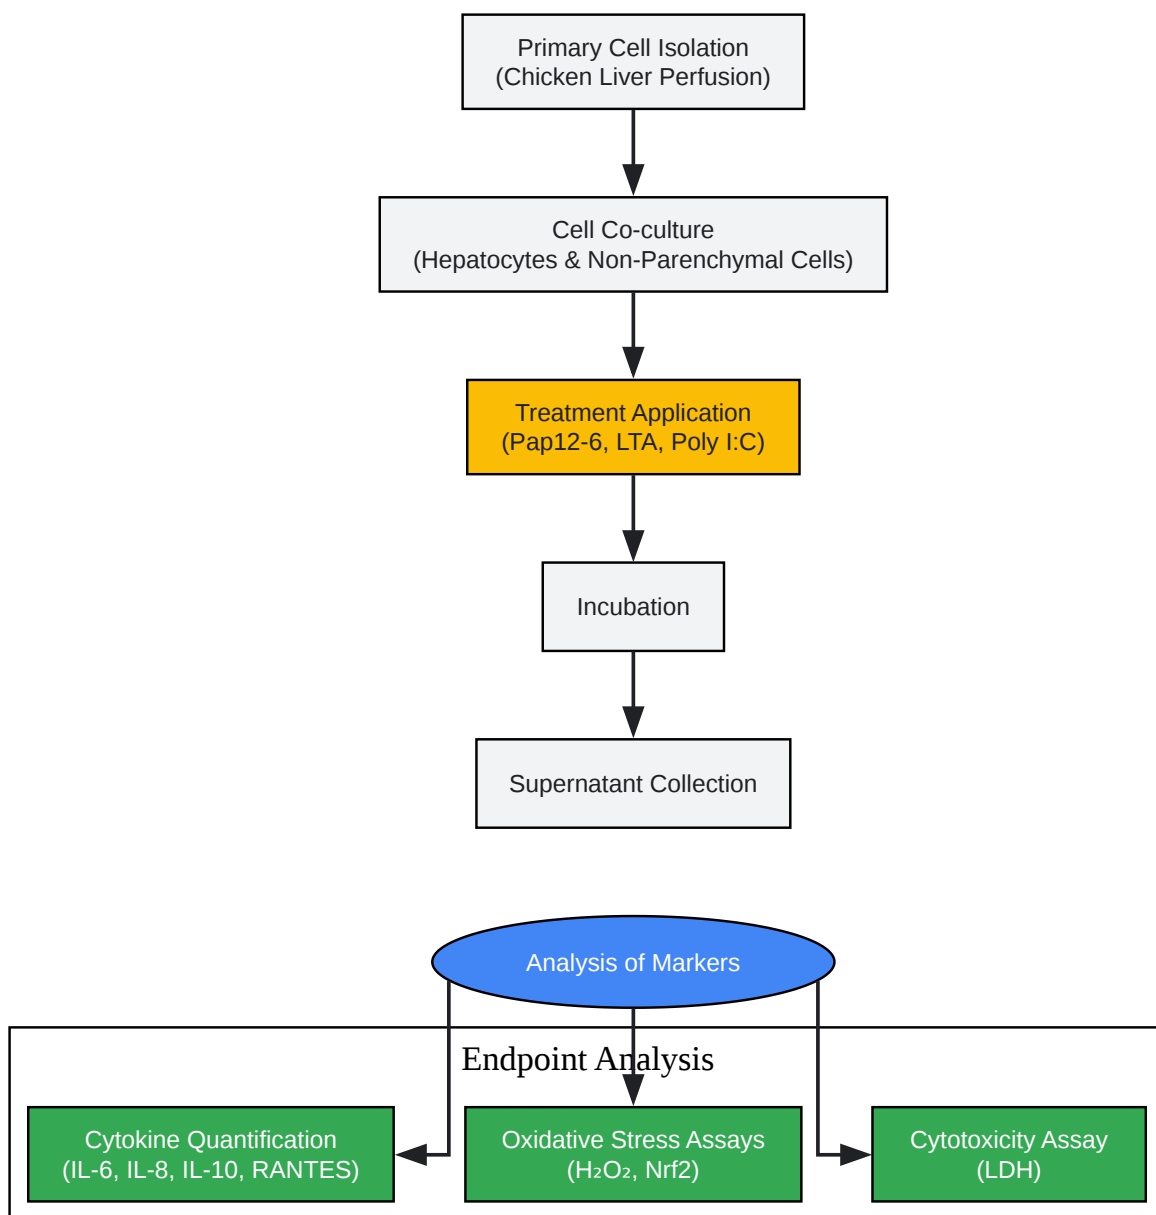 Primary Cell Isolation
(Chicken Liver Perfusion)
Cell Co-culture
(Hepatocytes & Non-Parenchymal Cells)
Treatment Application
(Pap12-6, LTA, Poly I:C)
Incubation
Supernatant Collection
Analysis of Markers
Endpoint Analysis
Cytokine Quantification
(IL-6, IL-8, IL-10, RANTES)
Oxidative Stress Assays
(H₂O₂, Nrf2)
Cytotoxicity Assay
(LDH)